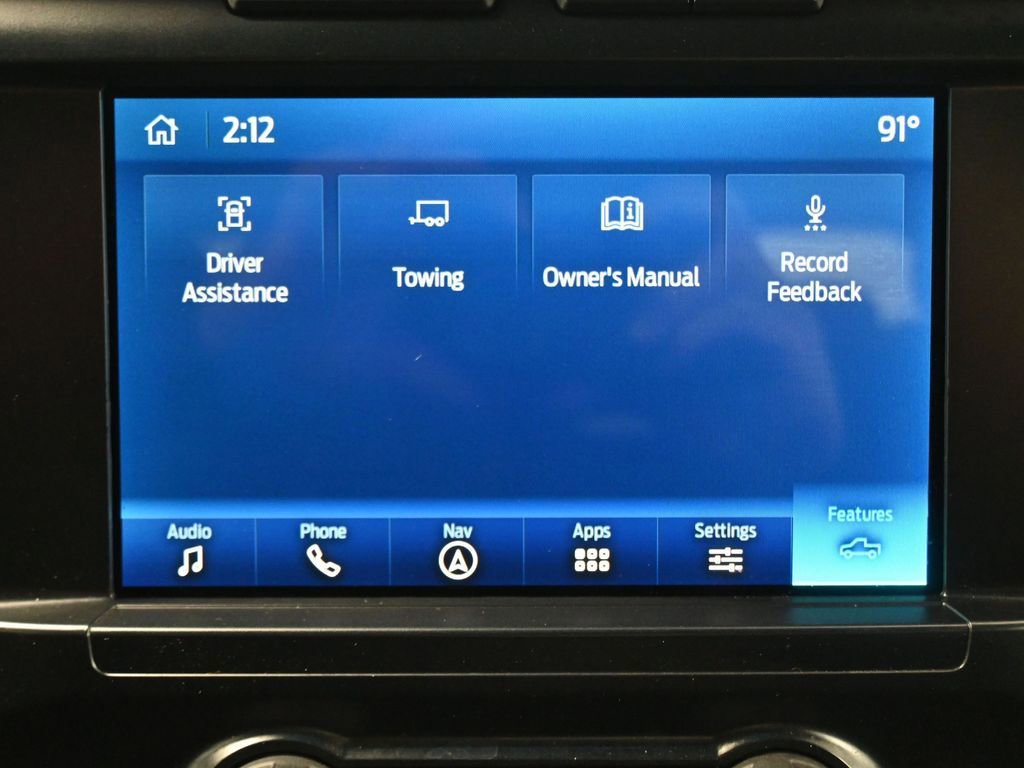 2:12
91°
Driver
Assistance
Towing
Owner's Manual
Record
Feedback
Audio
Phone
Nav
Apps
Settings
Features